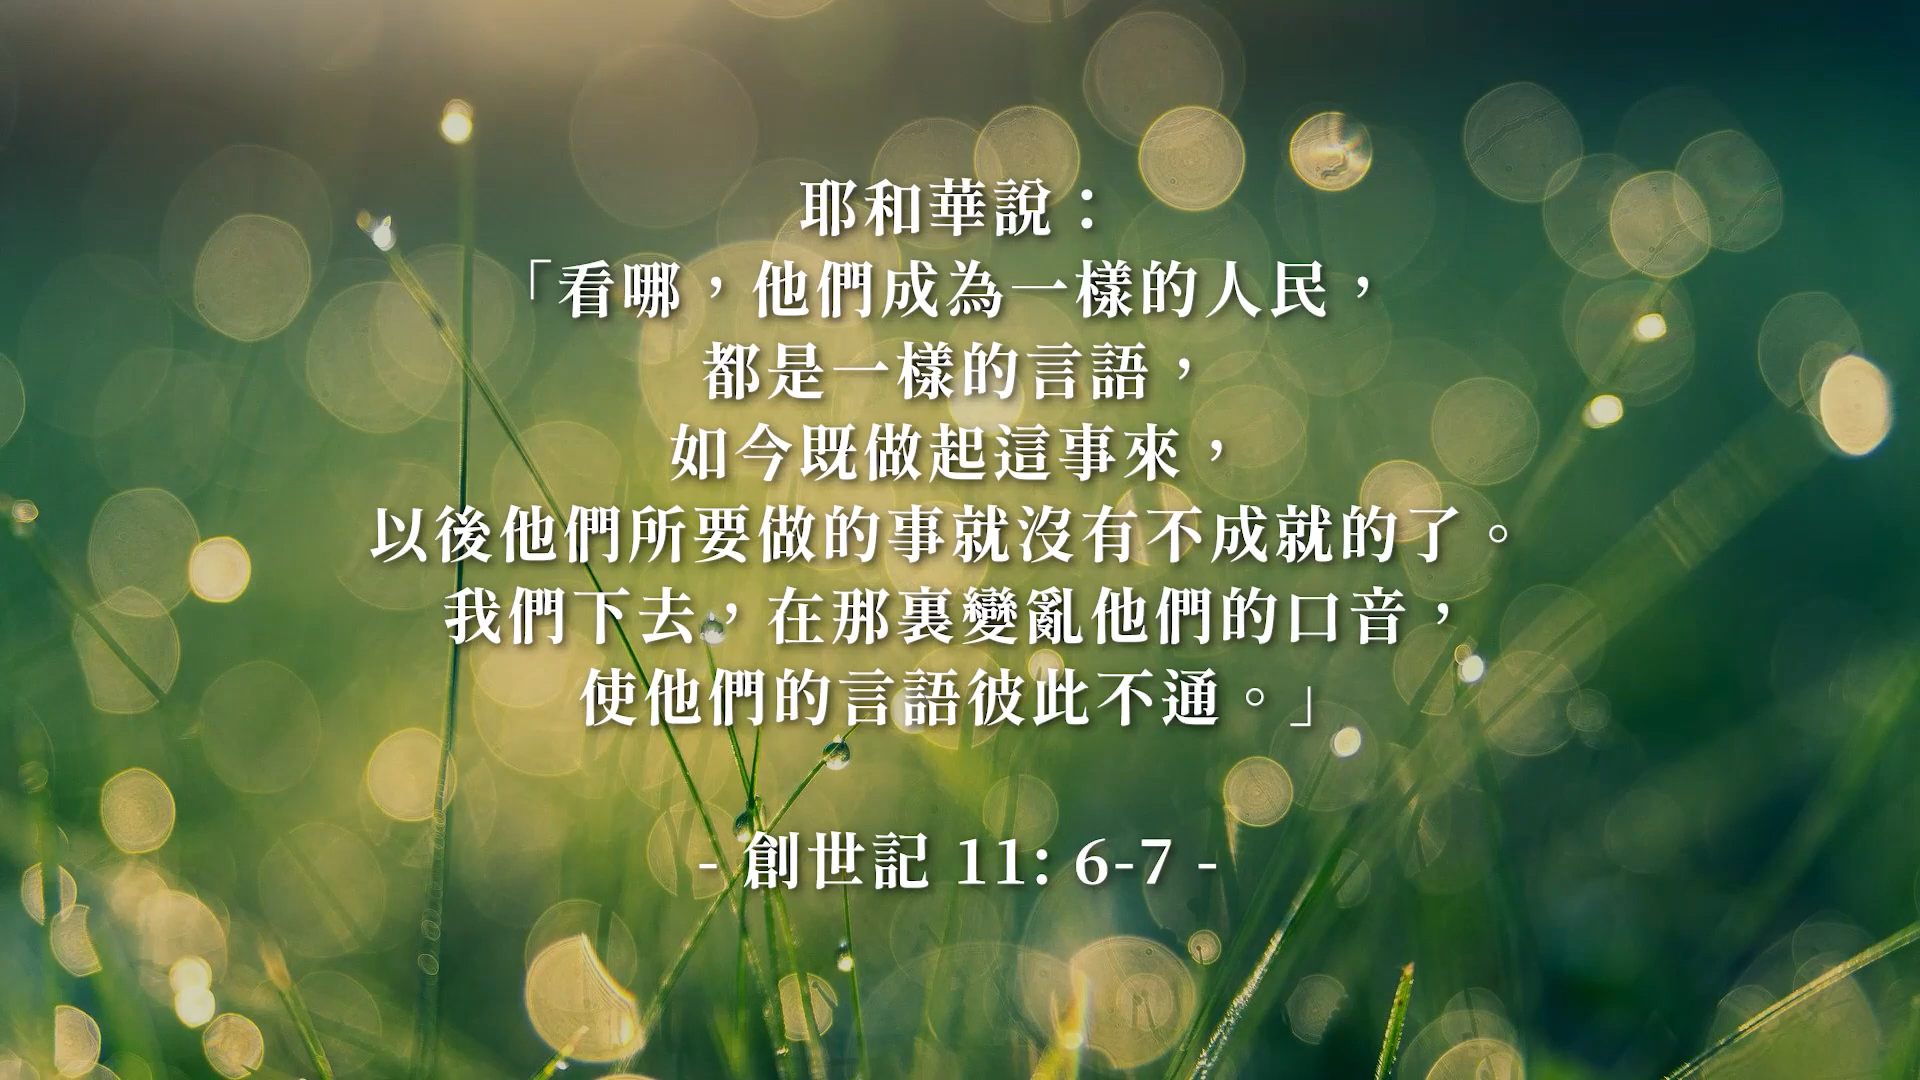 耶和華說：
「看哪，他們成為一樣的人民，
都是一樣的言語，
如今既做起這事來，
以後他們所要做的事就沒有不成就的了。
我們下去，在那裏變亂他們的口音，
使他們的言語彼此不通。」
- 創世記 11: 6-7 -